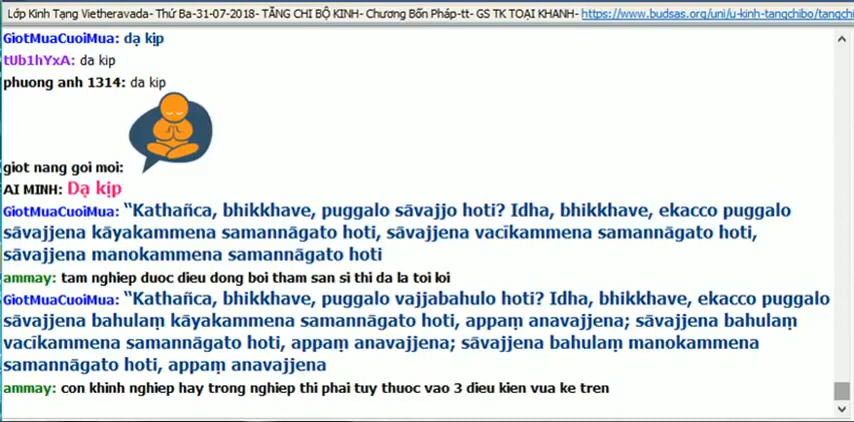 Lớp Kinh Tạng Vietheravada- Thứ Ba-31-07-2018- TĂNG CHI BỘ KINH- Chương Bốn Pháp-tt- GS TK TOẠI KHANH- https://www.budsas.org/uni/u-kinh-tangchibo/tangchi
GiotMuaCuoiMua: dạ kịp
tUb1hYxA: da kip
phuong anh 1314: da kip
giot nang goi moi:
AI MINH: Dạ kịp
GiotMuaCuoiMua: “Kathañca, bhikkhave, puggalo sāvajjo hoti? Idha, bhikkhave, ekacco puggalo
sāvajjena kāyakammena samannāgato hoti, sāvajjena vacīkammena samannāgato hoti,
sāvajjena manokammena samannāgato hoti
ammay: tam nghiep duoc dieu dong boi tham san si thi da la toi loi
GiotMuaCuoiMua: “Kathañca, bhikkhave, puggalo vajjabahulo hoti? Idha, bhikkhave, ekacco puggalo
sāvajjena bahulaṃ kāyakammena samannāgato hoti, appaṃ anavajjena; sāvajjena bahulaṃ
vacīkammena samannāgato hoti, appaṃ anavajjena; sāvajjena bahulaṃ manokammena
samannāgato hoti, appaṃ anavajjena
ammay: con khinh nghiep hay trong nghiep thi phai tuy thuoc vao 3 dieu kien vua ke tren